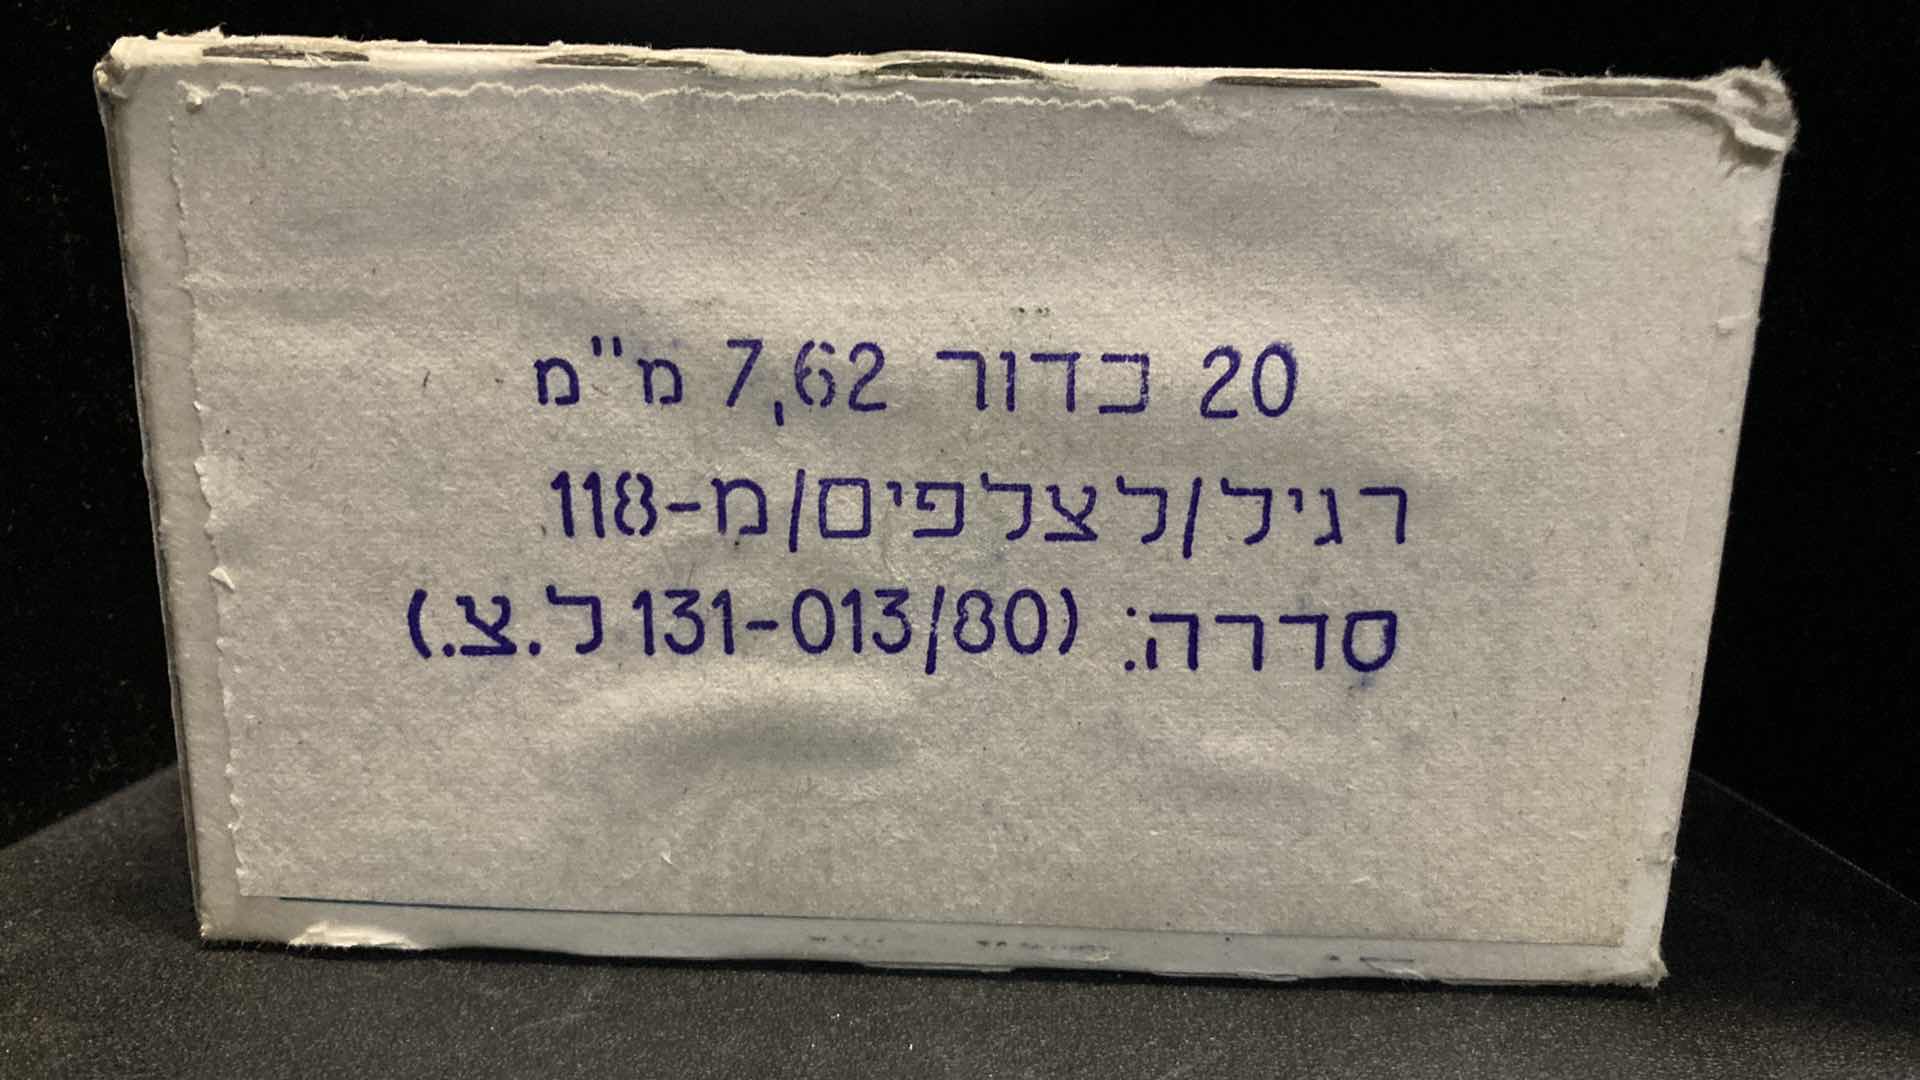 20 כדור 7,62 מ"מ
רגיל/לצלפים/מ-118
סדרה: (131-013/80 ל.צ.)